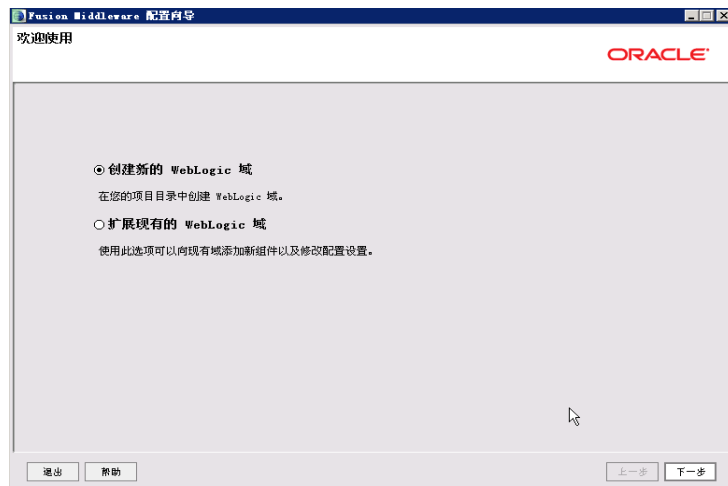 Fusion Middleware 配置向导
欢迎使用
ORACLE
创建新的 WebLogic 域
在您的项目目录中创建 WebLogic 域。
扩展现有的 WebLogic 域
使用此选项可以向现有域添加新组件以及修改配置设置。
退出 帮助 上一步 下一步